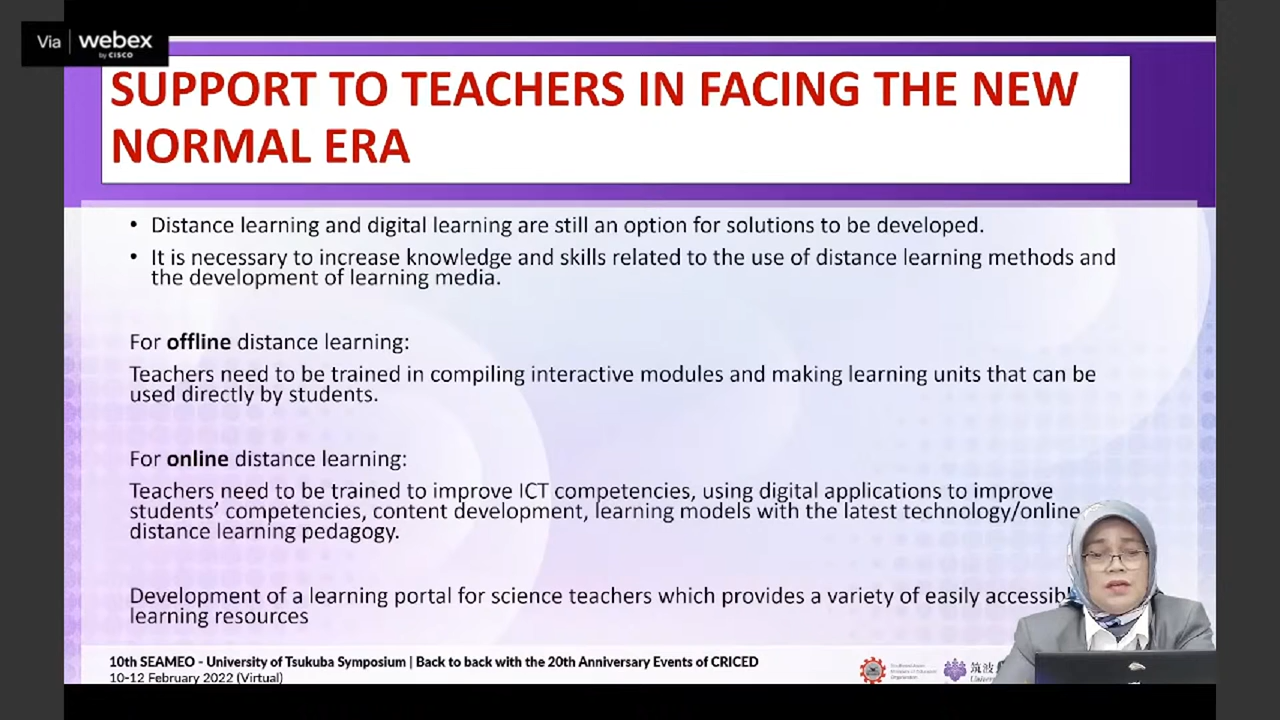 Via webex
by CISCO
SUPPORT TO TEACHERS IN FACING THE NEW
NORMAL ERA
• Distance learning and digital learning are still an option for solutions to be developed.
• It is necessary to increase knowledge and skills related to the use of distance learning methods and
the development of learning media.
For offline distance learning:
Teachers need to be trained in compiling interactive modules and making learning units that can be
used directly by students.
For online distance learning:
Teachers need to be trained to improve ICT competencies, using digital applications to improve
students’ competencies, content development, learning models with the latest technology/online
distance learning pedagogy.
Development of a learning portal for science teachers which provides a variety of easily
learning resources
10th SEAMEO - University of Tsukuba Symposium | Back to back with the 20th Anniversary Events of CRICED
10-12 February 2022 (Virtual)
筑波